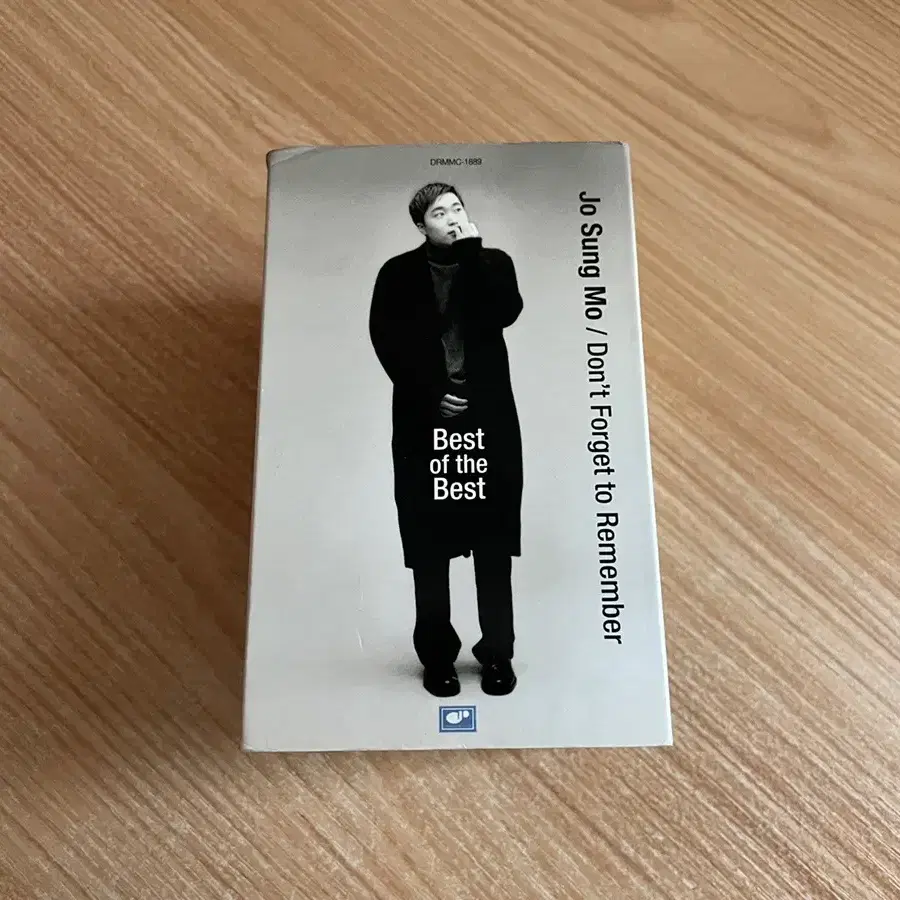 DRMMC-1889
Jo Sung Mo / Don't Forget to Remember
Best
of the
Best